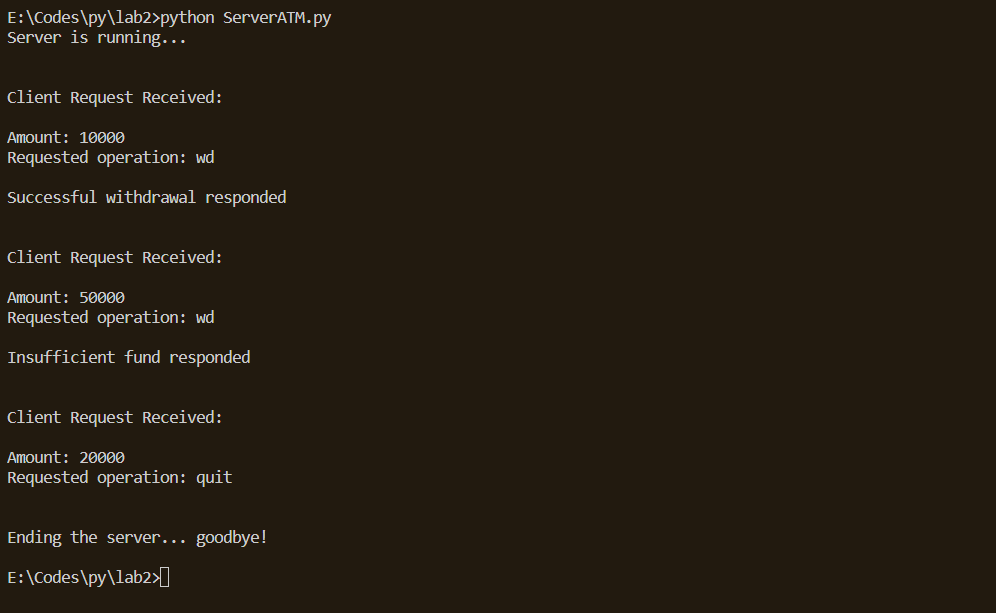 E:\Codes\py\lab2>python ServerATM.py
Server is running...
Client Request Received:
Amount: 10000
Requested operation: wd
Successful withdrawal responded
Client Request Received:
Amount: 50000
Requested operation: wd
Insufficient fund responded
Client Request Received:
Amount: 20000
Requested operation: quit
Ending the server... goodbye!
E:\Codes\py\lab2>